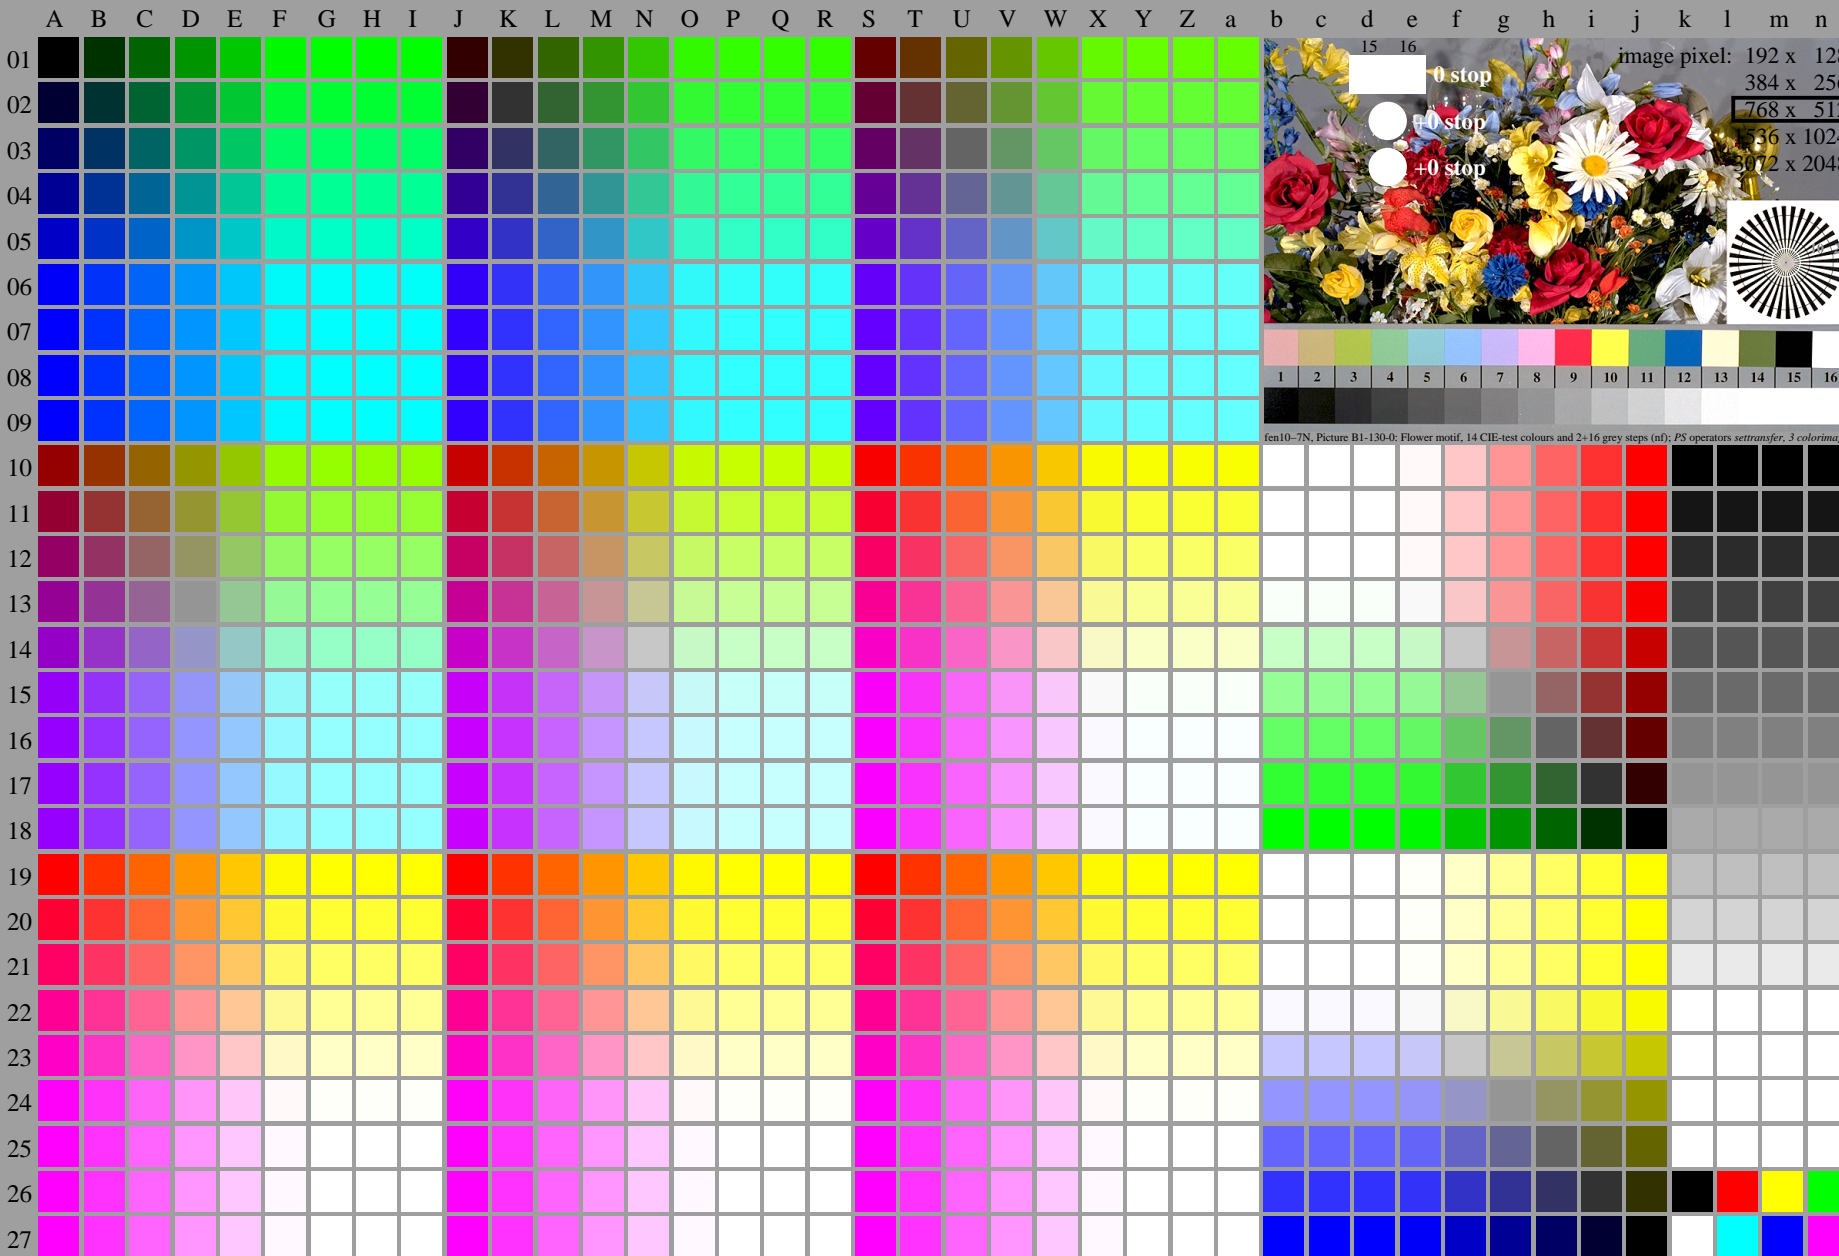 A B C D E F G H I J K L M N O P Q R S T U V W X Y Z a b c d e f g h i j k l m n
01
02
03
04
05
06
07
08
09
10
11
12
13
14
15
16
17
18
19
20
21
22
23
24
25
26
27
15 16
0 stop
+0 stop
+0 stop
image pixel: 192 x 128
384 x 256
768 x 512
1536 x 1024
3072 x 2048
1 2 3 4 5 6 7 8 9 10 11 12 13 14 15 16
fen10-7N, Picture B1-130-0: Flower motif, 14 CIE-test colours and 2+16 grey steps (nf); PS operators settransfer, 3 colorima